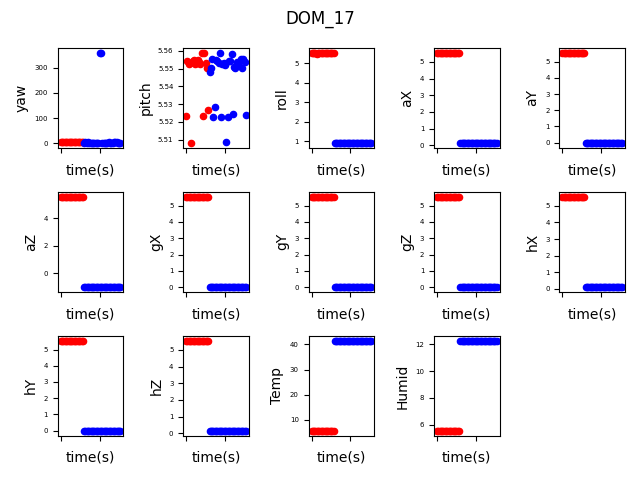 DOM_17
yaw
300
200
100
0
time(s)
pitch
5.56
5.55
5.54
5.53
5.52
5.51
time(s)
roll
5
4
3
2
1
time(s)
aX
5
4
3
2
1
0
time(s)
aY
5
4
3
2
1
0
time(s)
aZ
4
2
0
time(s)
gX
5
4
3
2
1
0
time(s)
gY
5
4
3
2
1
0
time(s)
gZ
5
4
3
2
1
0
time(s)
hX
5
4
3
2
1
0
time(s)
hY
5
4
3
2
1
0
time(s)
hZ
5
4
3
2
1
0
time(s)
Temp
40
30
20
10
time(s)
Humid
12
10
8
6
time(s)